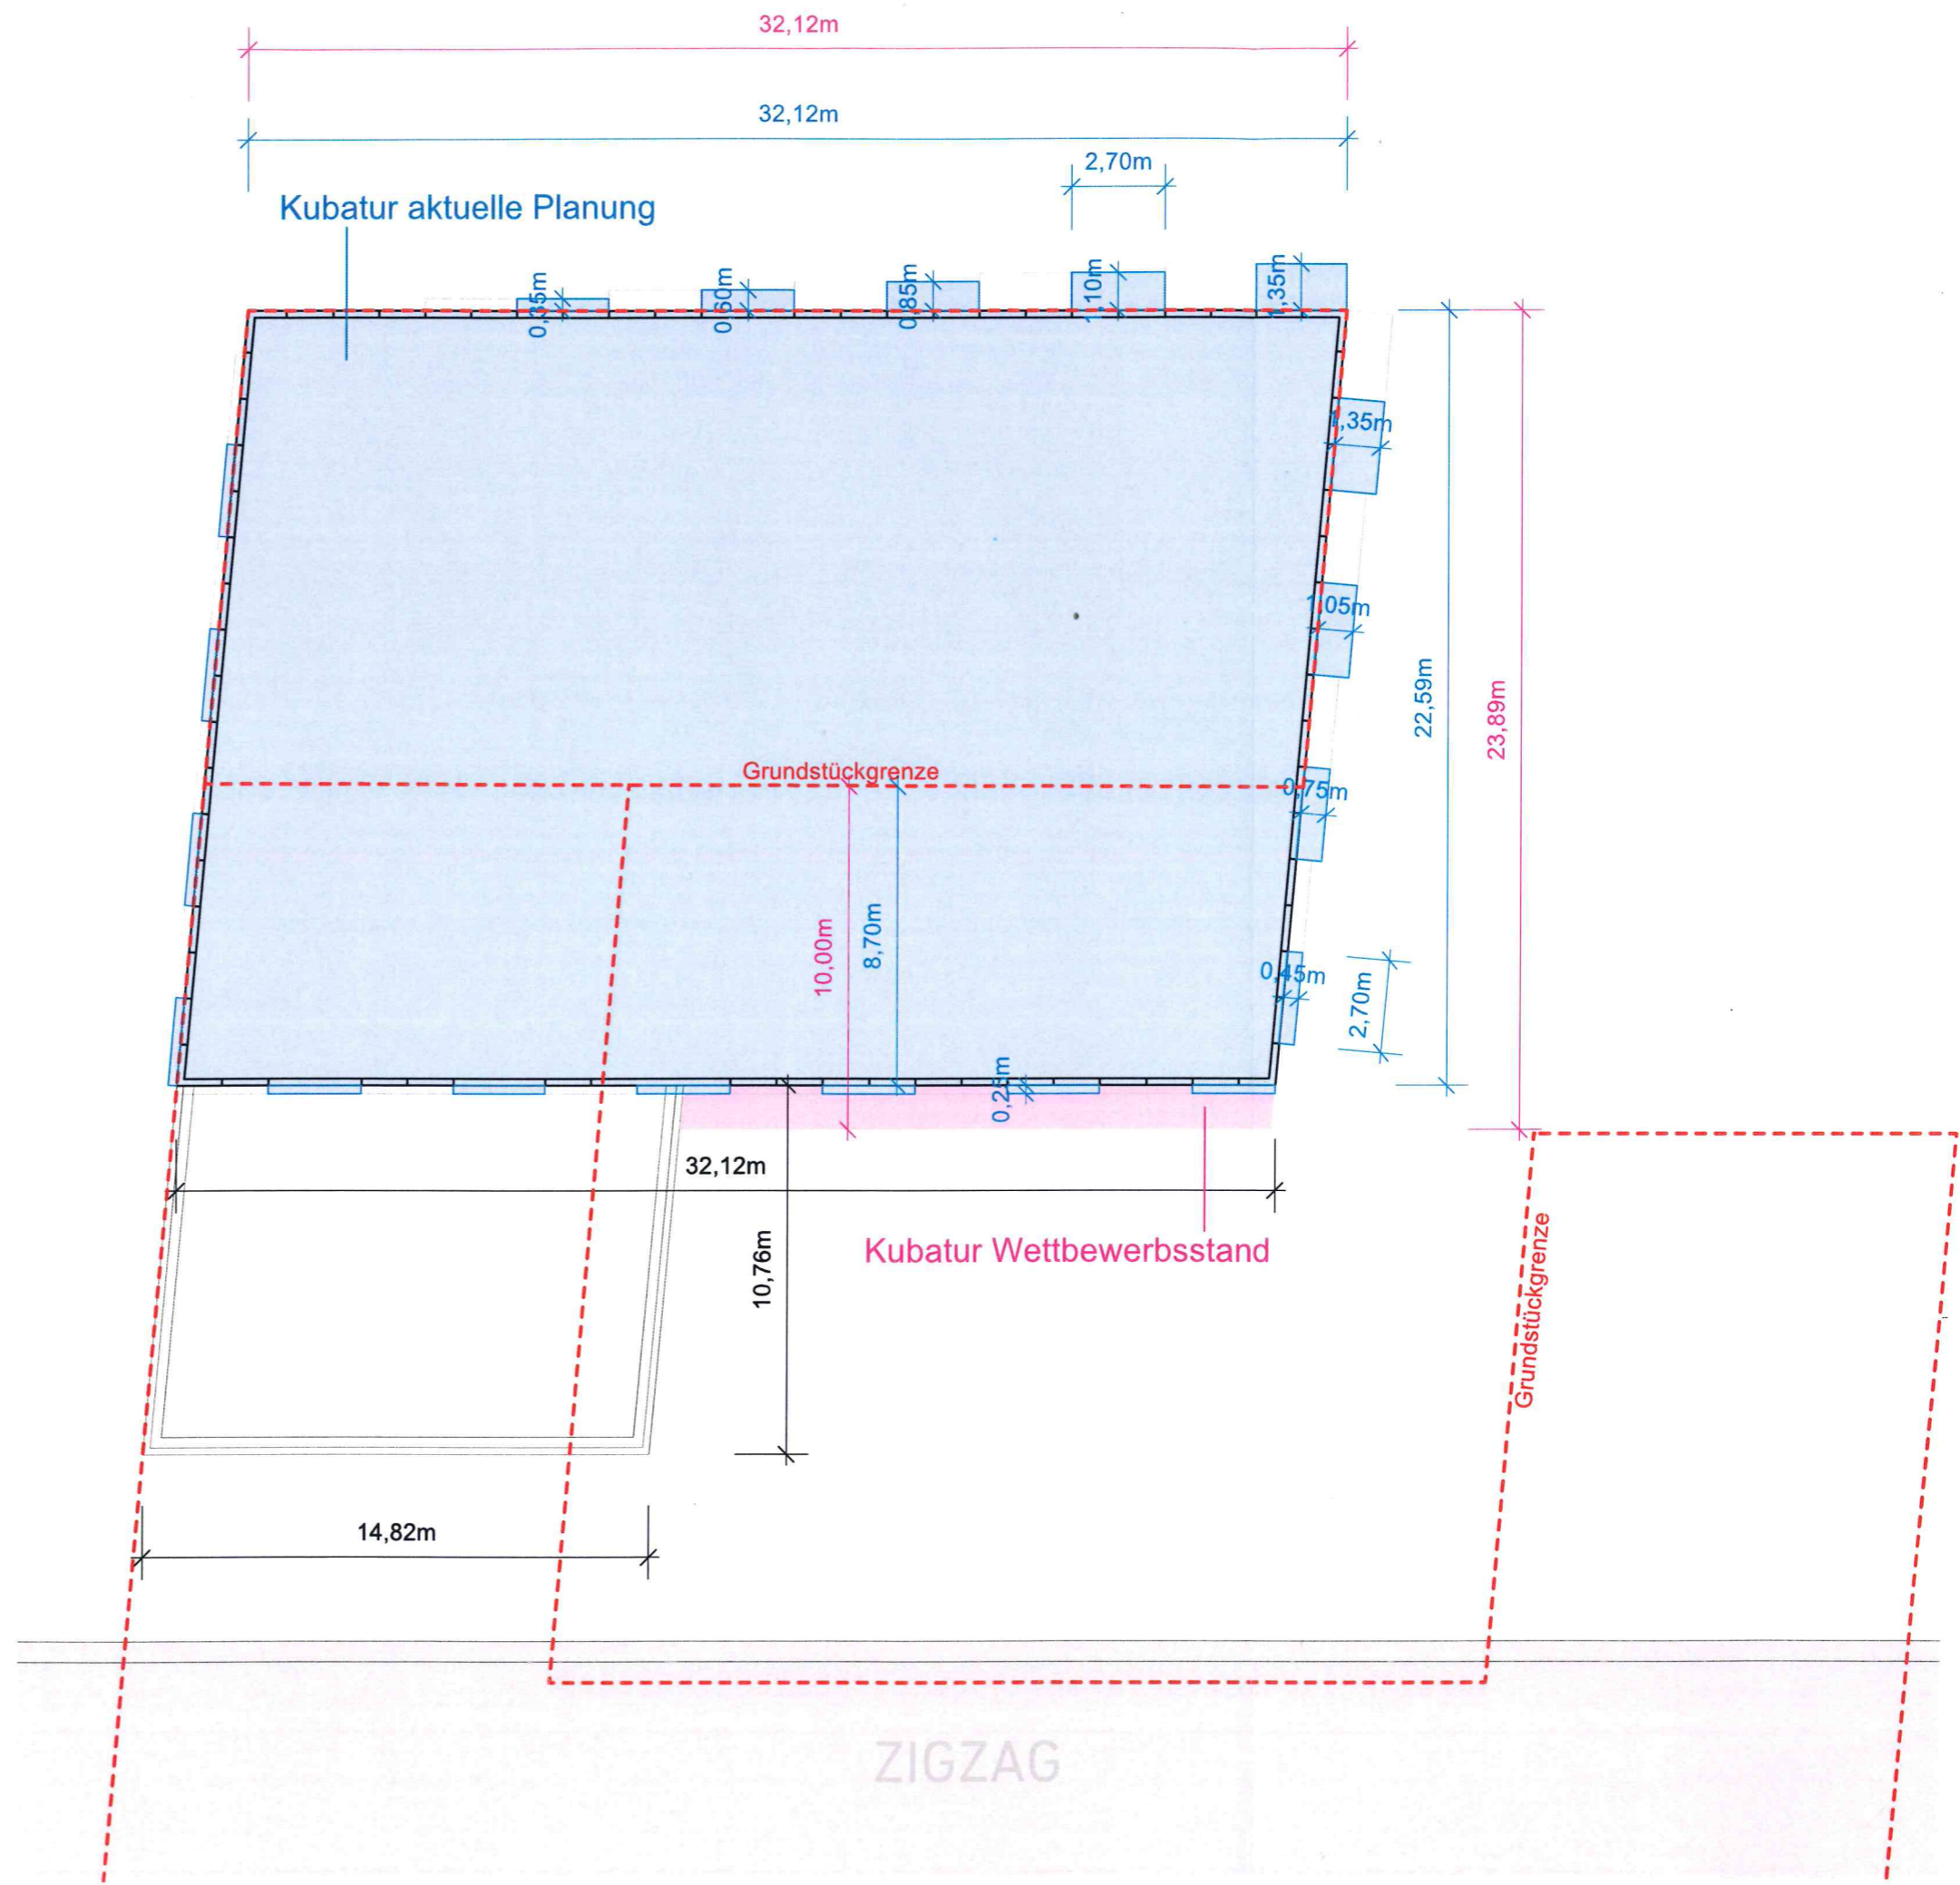 32,12m
32,12m
2,70m
Kubatur aktuelle Planung
0,35m
0,60m
0,85m
1,10m
1,35m
1,35m
1,05m
22,59m
23,89m
Grundstückgrenze
0,75m
10,00m
8,70m
0,45m
2,70m
0,25m
32,12m
10,76m
Kubatur Wettbewerbsstand
Grundstückgrenze
14,82m
ZIGZAG